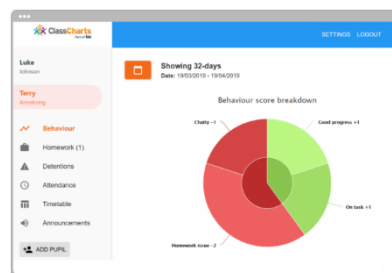 ClassCharts
SETTINGS LOGOUT
Luke
Johnson
Terry
Armstrong
Showing 32-days
Date: 19/03/2019 - 19/04/2019
Behaviour
Homework (1)
Detentions
Attendance
Timetable
Announcements
ADD PUPIL
Behaviour score breakdown
Chatty -1
Good progress +1
On task +1
Homework issue -2